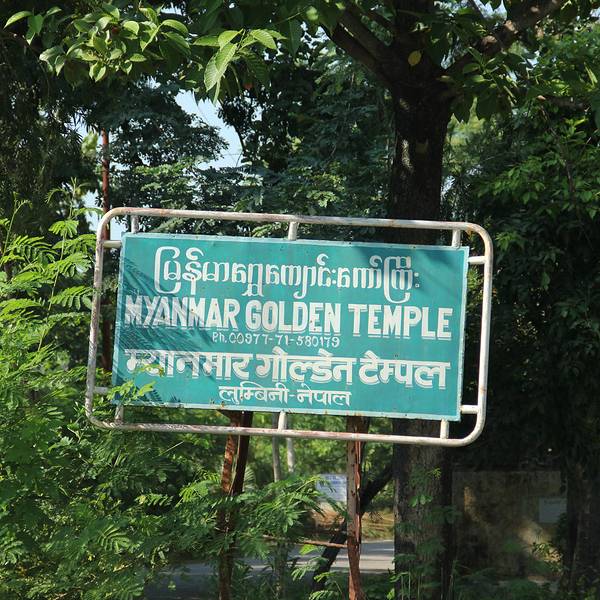 မြန်မာရွှေကျောင်းတော်ကြီး
MYANMAR GOLDEN TEMPLE
Ph. 00977-71-580179
म्यानमार गोल्डेन टेम्पल
लुम्बिनी-नेपाल